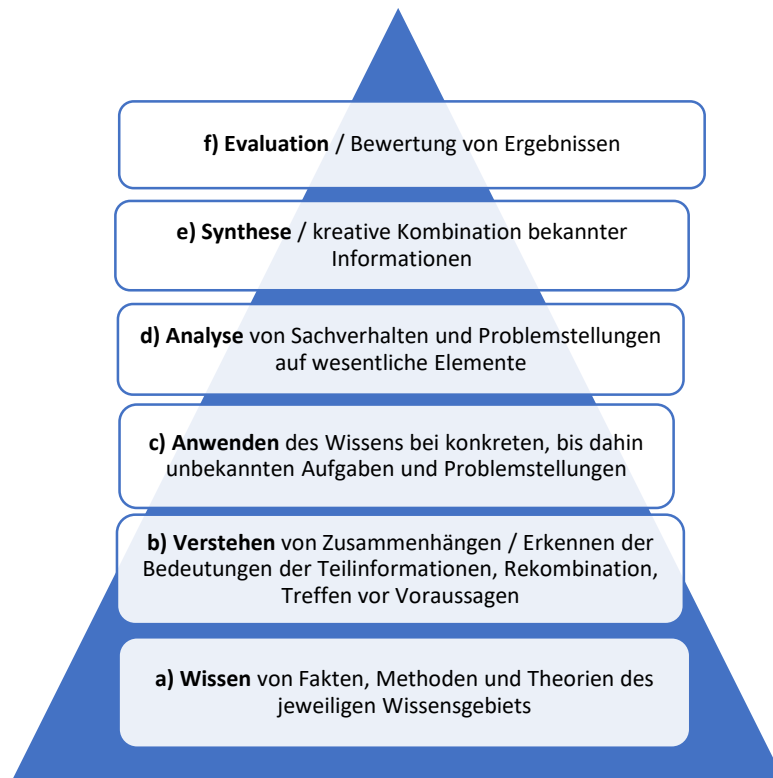 f) Evaluation / Bewertung von Ergebnissen
e) Synthese / kreative Kombination bekannter
Informationen
d) Analyse von Sachverhalten und Problemstellungen
auf wesentliche Elemente
c) Anwenden des Wissens bei konkreten, bis dahin
unbekannten Aufgaben und Problemstellungen
b) Verstehen von Zusammenhängen / Erkennen der
Bedeutungen der Teilinformationen, Rekombination,
Treffen vor Voraussagen
a) Wissen von Fakten, Methoden und Theorien des
jeweiligen Wissensgebiets